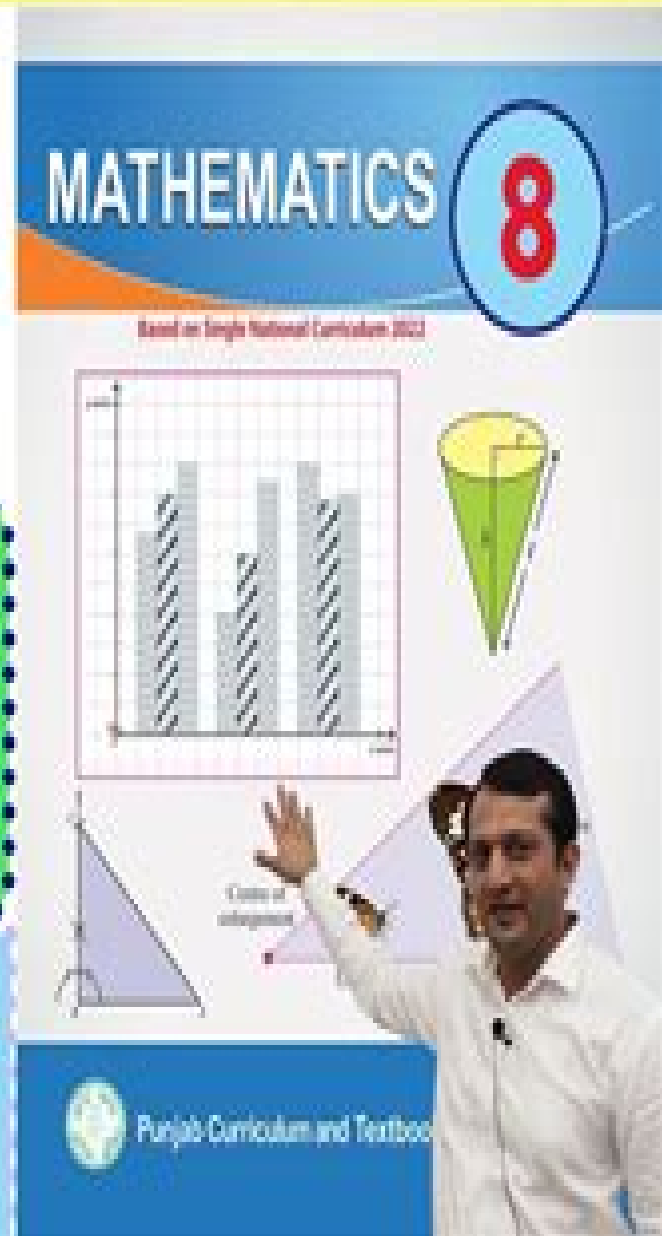 MATHEMATICS
8
Based on Single National Curriculum 2022
Centre of
enlargement
Punjab Curriculum and Textboo